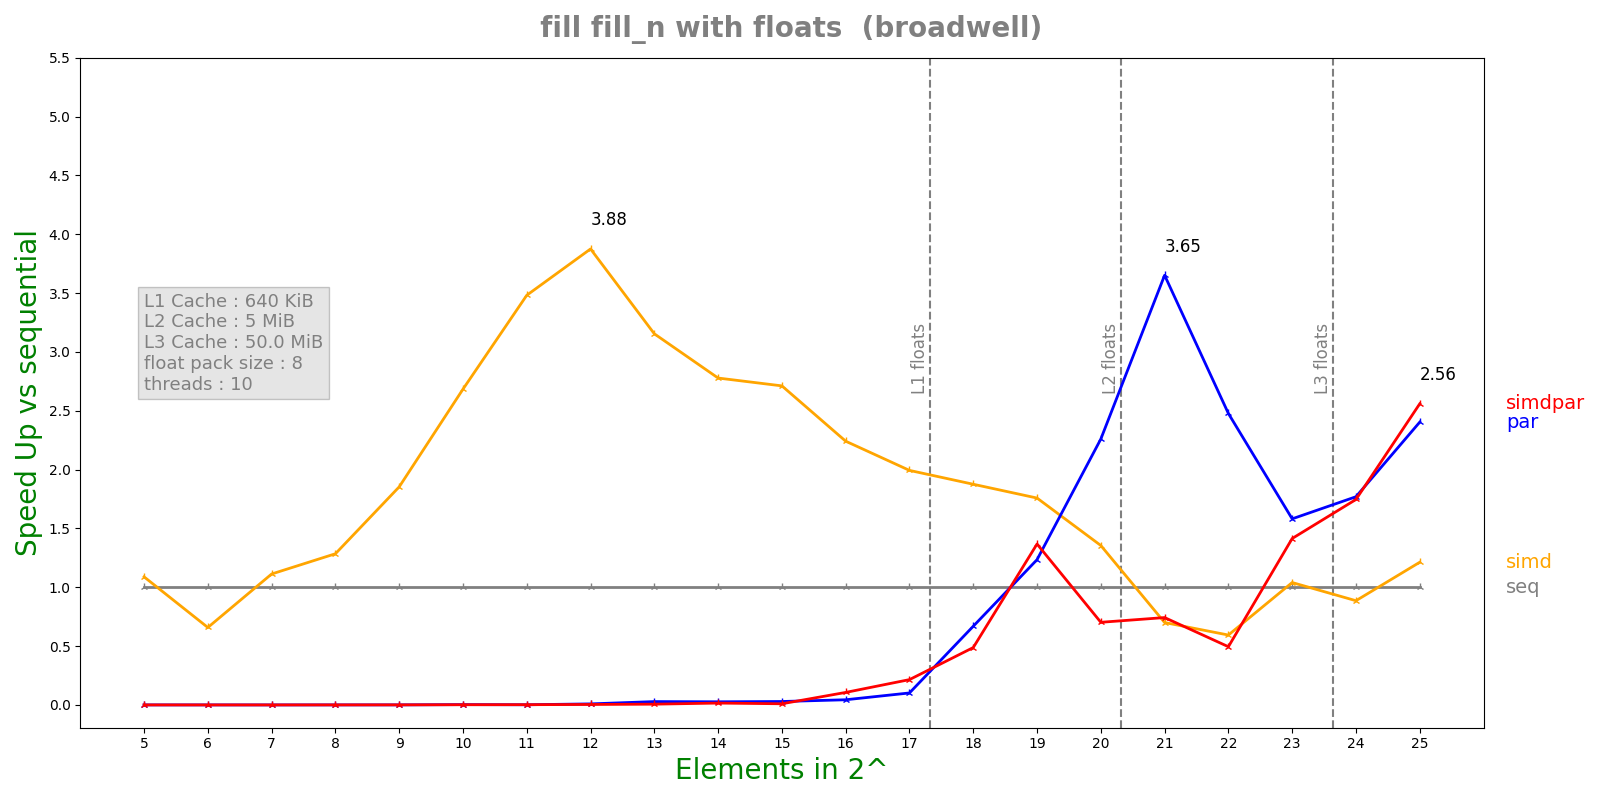 fill fill_n with floats (broadwell)
Speed Up vs sequential
5.5
5.0
4.5
4.0
3.5
3.0
2.5
2.0
1.5
1.0
0.5
0.0
L1 Cache : 640 KiB
L2 Cache : 5 MiB
L3 Cache : 50.0 MiB
float pack size : 8
threads : 10
3.88
3.65
2.56
L1 floats
L2 floats
L3 floats
simdpar
par
simd
seq
5 6 7 8 9 10 11 12 13 14 15 16 17 18 19 20 21 22 23 24 25
Elements in 2^